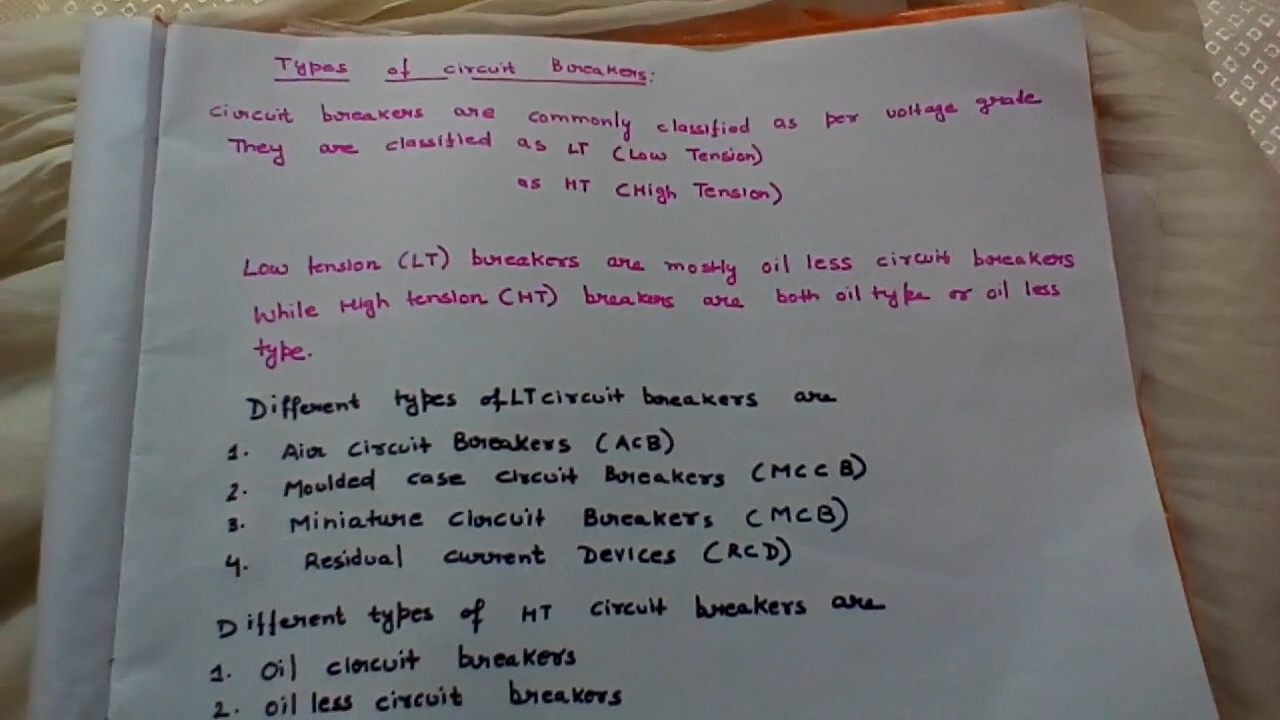 Types of circuit Breakers:
Circuit breakers are commonly classified as per voltage grade
They are classified as LT (Low Tension)
as HT (High Tension)
Low tension (LT) breakers are mostly oil less circuit breakers
While High tension (HT) breakers are both oil type or oil less
type.
Different types of LT circuit breakers are
1. Air Circuit Breakers (ACB)
2. Moulded case circuit Breakers (MCCB)
3. Miniature Circuit Breakers (MCB)
4. Residual current Devices (RCD)
Different types of HT circuit breakers are
1. Oil circuit breakers
2. oil less circuit breakers